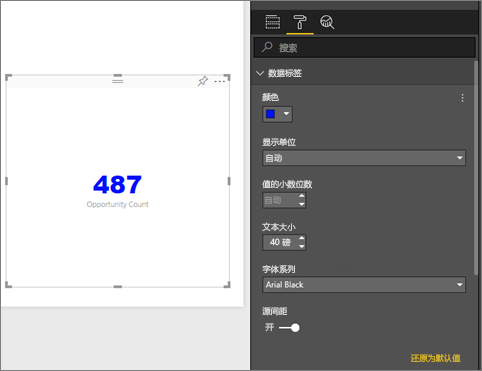 487
Opportunity Count
搜索
数据标签
颜色
显示单位
自动
值的小数位数
自动
文本大小
40 磅
字体系列
Arial Black
源间距
开
还原为默认值